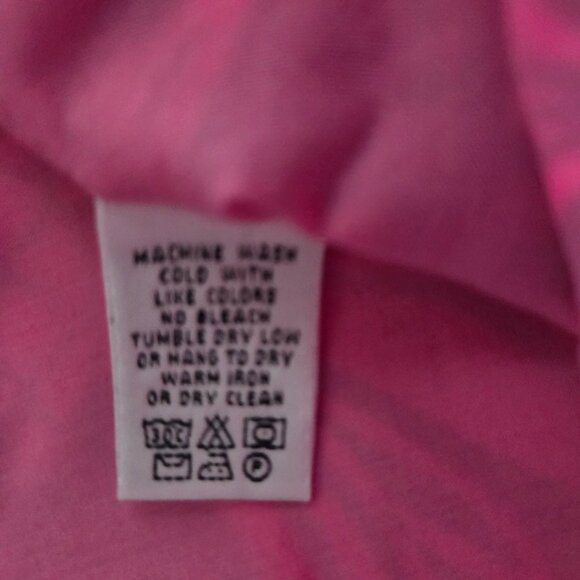 MACHINE WASH
COLD WITH
LIKE COLORS
NO BLEACH
TUMBLE DRY LOW
OR HANG TO DRY
WARM IRON
OR DRY CLEAN
30C
P